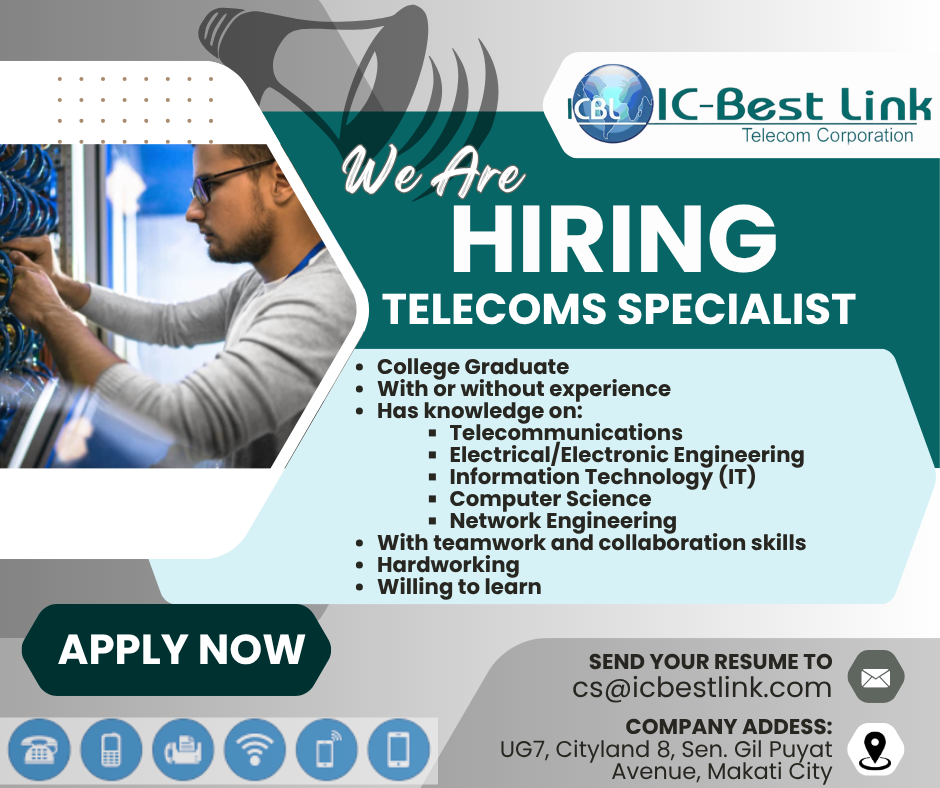 ICBL
IC-Best Link
Telecom Corporation
We Are
HIRING
TELECOMS SPECIALIST
• College Graduate
• With or without experience
• Has knowledge on:
▪ Telecommunications
▪ Electrical/Electronic Engineering
▪ Information Technology (IT)
▪ Computer Science
▪ Network Engineering
• With teamwork and collaboration skills
• Hardworking
• Willing to learn
APPLY NOW
SEND YOUR RESUME TO
cs@icbestlink.com
COMPANY ADDESS:
UG7, Cityland 8, Sen. Gil Puyat
Avenue, Makati City